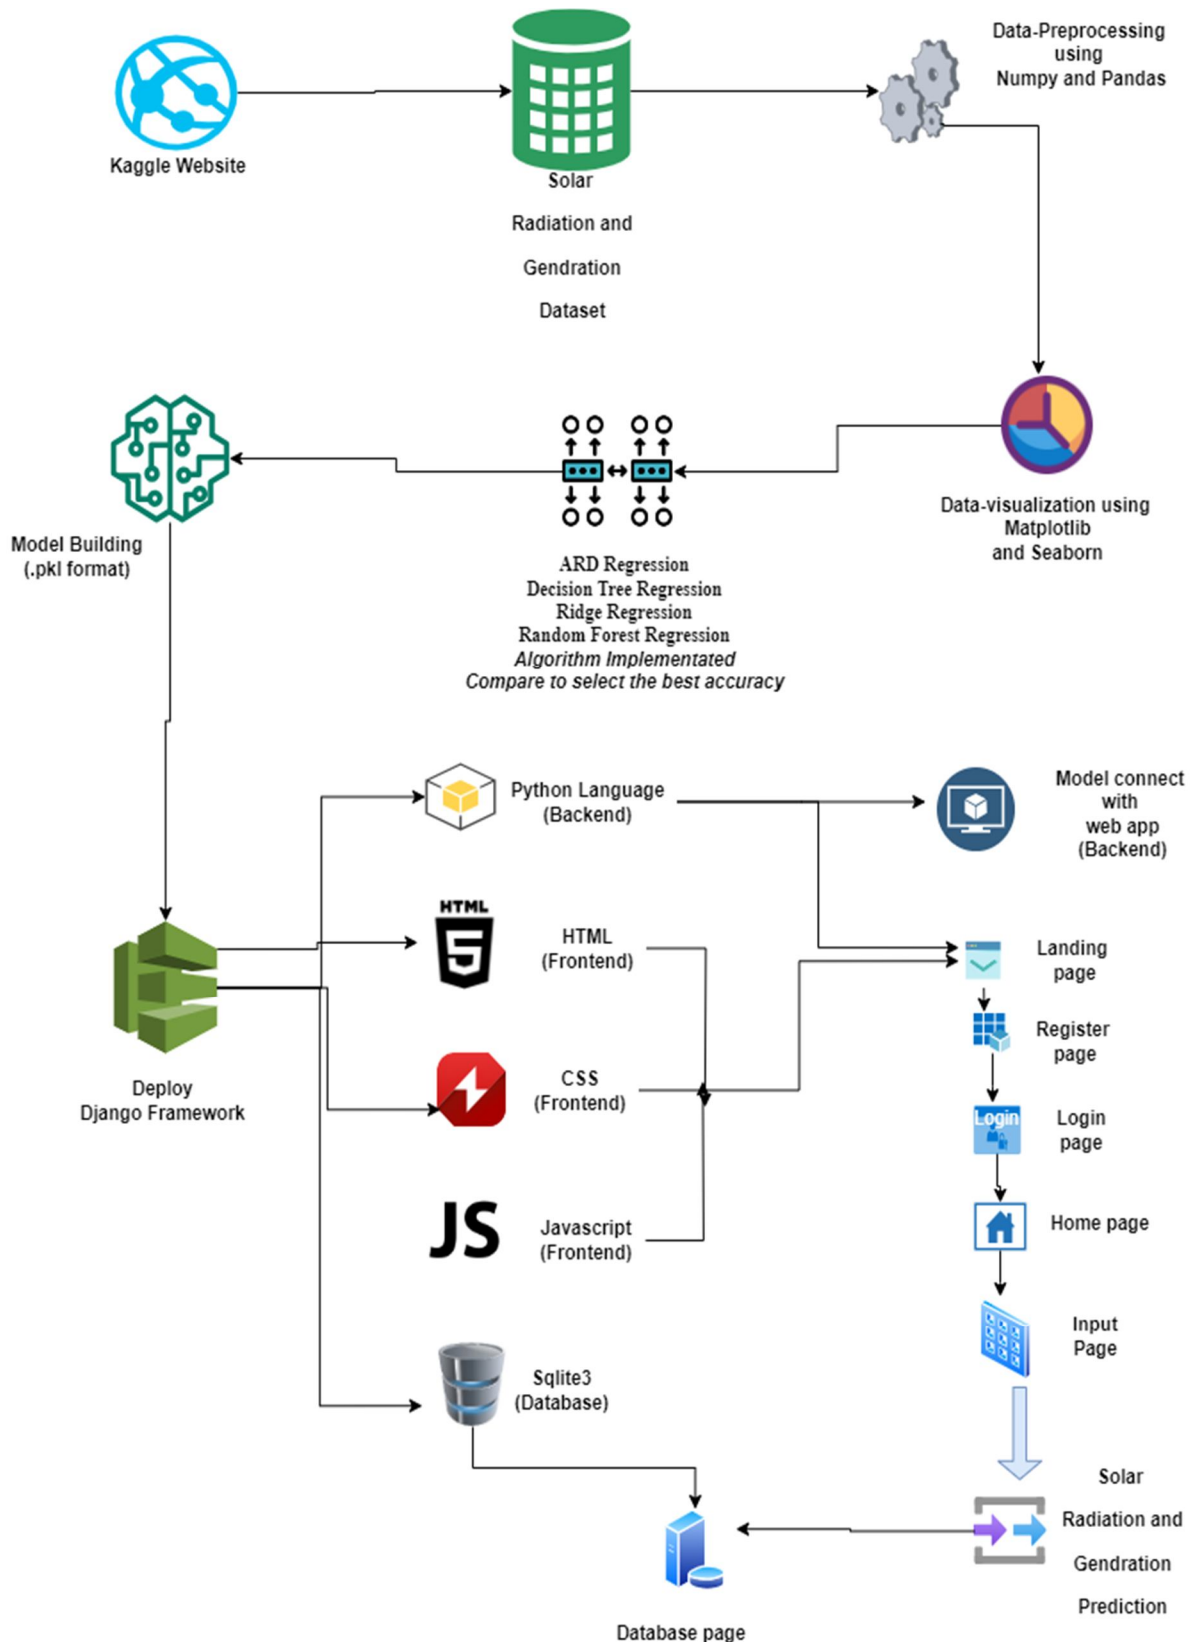 Kaggle Website
Solar
Radiation and
Gendration
Dataset
Data-Preprocessing
using
Numpy and Pandas
Data-visualization using
Matplotlib
and Seaborn
ARD Regression
Decision Tree Regression
Ridge Regression
Random Forest Regression
Algorithm Implementated
Compare to select the best accuracy
Model Building
(.pkl format)
Deploy
Django Framework
Python Language
(Backend)
HTML
5
HTML
(Frontend)
CSS
(Frontend)
JS
Javascript
(Frontend)
Sqlite3
(Database)
Model connect
with
web app
(Backend)
Landing
page
Register
page
Login
Login
page
Home page
Input
Page
Solar
Radiation and
Gendration
Prediction
Database page